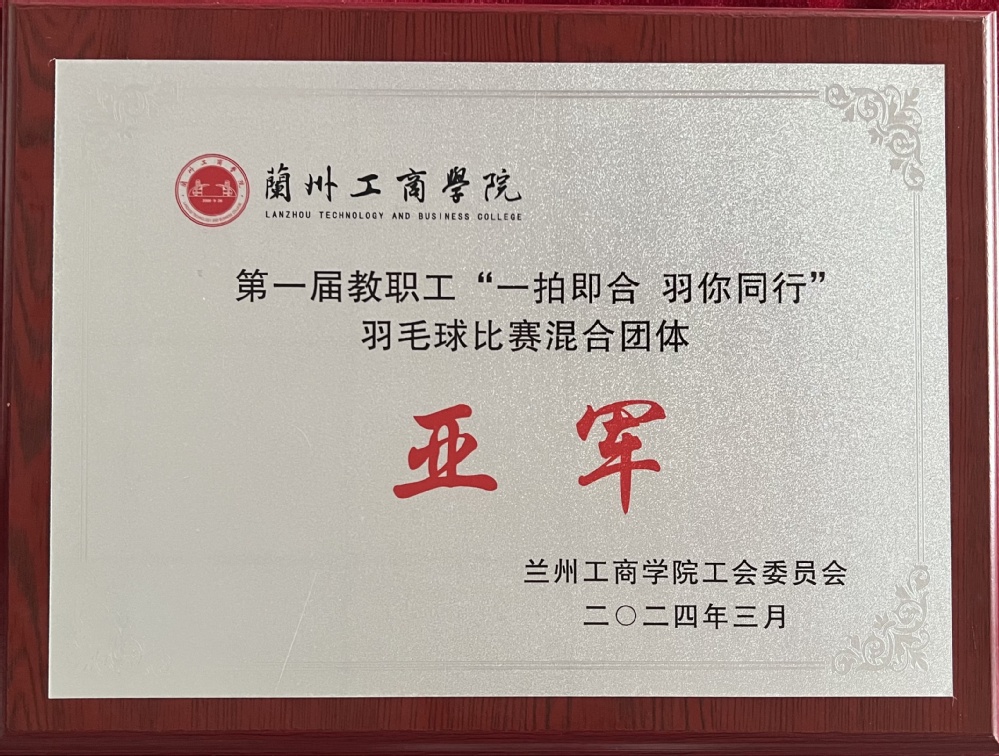 蘭州工商學院
LANZHOU TECHNOLOGY AND BUSINESS COLLEGE
第一届教职工“一拍即合 羽你同行”
羽毛球比赛混合团体
亚军
兰州工商学院工会委员会
二〇二四年三月